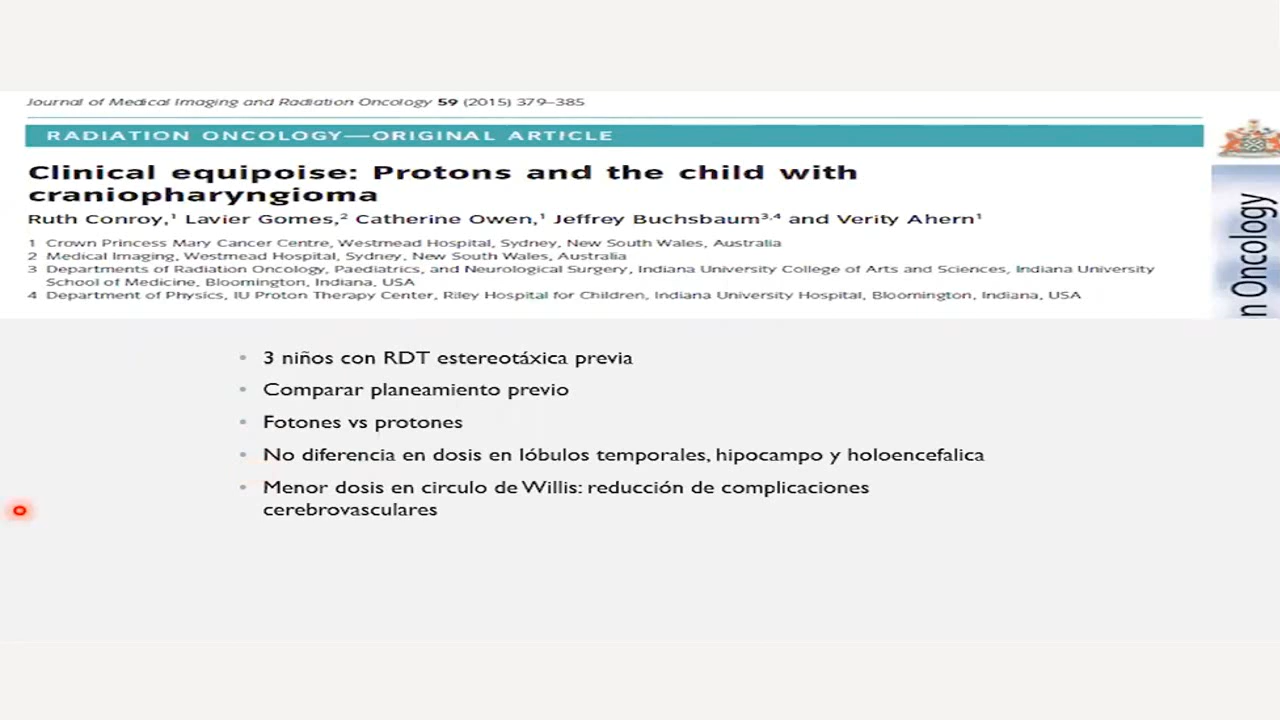 Journal of Medical Imaging and Radiation Oncology 59 (2015) 379–385
RADIATION ONCOLOGY—ORIGINAL ARTICLE
Clinical equipoise: Protons and the child with
craniopharyngioma
Ruth Conroy,¹ Lavier Gomes,² Catherine Owen,¹ Jeffrey Buchsbaum³,⁴ and Verity Ahern¹
1 Crown Princess Mary Cancer Centre, Westmead Hospital, Sydney, New South Wales, Australia
2 Medical Imaging, Westmead Hospital, Sydney, New South Wales, Australia
3 Departments of Radiation Oncology, Paediatrics, and Neurological Surgery, Indiana University College of Arts and Sciences, Indiana University
School of Medicine, Bloomington, Indiana, USA
4 Department of Physics, IU Proton Therapy Center, Riley Hospital for Children, Indiana University Hospital, Bloomington, Indiana, USA
n Oncology
• 3 niños con RDT estereotáxica previa
• Comparar planeamiento previo
• Fotones vs protones
• No diferencia en dosis en lóbulos temporales, hipocampo y holoencefalica
• Menor dosis en circulo de Willis: reducción de complicaciones
cerebrovasculares